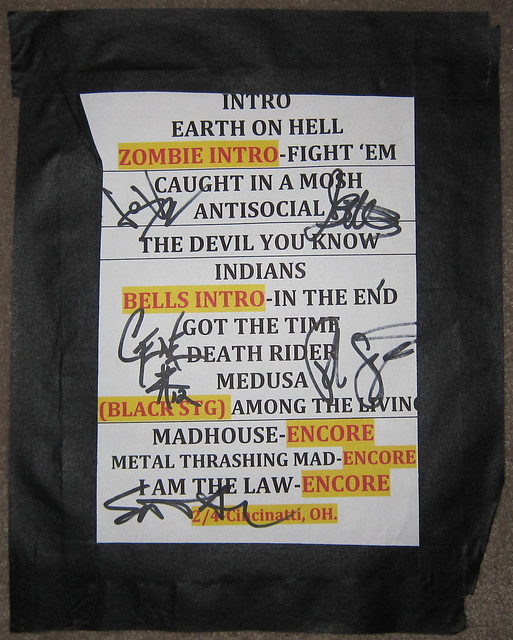 INTRO
EARTH ON HELL
ZOMBIE INTRO-FIGHT 'EM
CAUGHT IN A MOSH
ANTISOCIAL
THE DEVIL YOU KNOW
INDIANS
BELLS INTRO-IN THE END
GOT THE TIME
DEATH RIDER
MEDUSA
(BLACK STG) AMONG THE LIVING
MADHOUSE-ENCORE
METAL THRASHING MAD-ENCORE
I AM THE LAW-ENCORE
2/4 Cincinatti, OH.